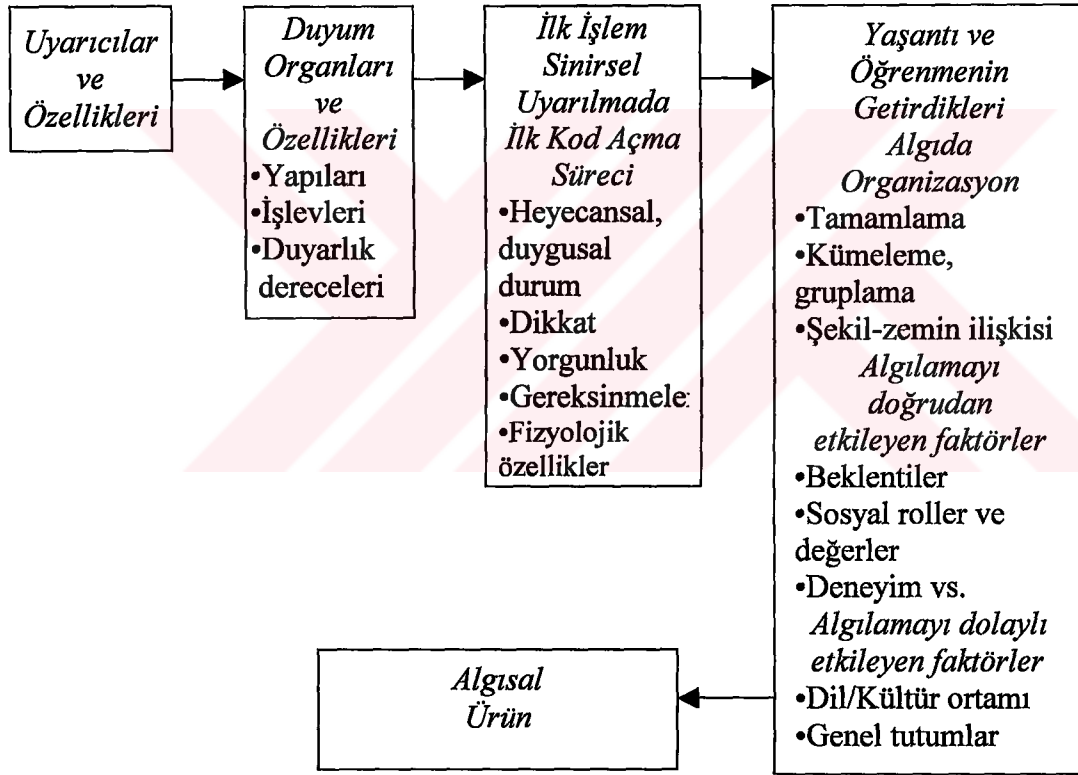 Uyarıcılar
ve
Özellikleri
Duyum
Organları
ve
Özellikleri
•Yapıları
•İşlevleri
•Duyarlık
dereceleri
İlk İşlem
Sinirsel
Uyarılmada
İlk Kod Açma
Süreci
•Heyecansal,
duygusal
durum
•Dikkat
•Yorgunluk
•Gereksinmele
•Fizyolojik
özellikler
Yaşantı ve
Öğrenmenin
Getirdikleri
Algıda
Organizasyon
•Tamamlama
•Kümeleme,
gruplama
•Şekil-zemin ilişkisi
Algılamayı
doğrudan
etkileyen faktörler
•Beklentiler
•Sosyal roller ve
değerler
•Deneyim vs.
Algılamayı dolaylı
etkileyen faktörler
•Dil/Kültür ortamı
•Genel tutumlar
Algısal
Ürün